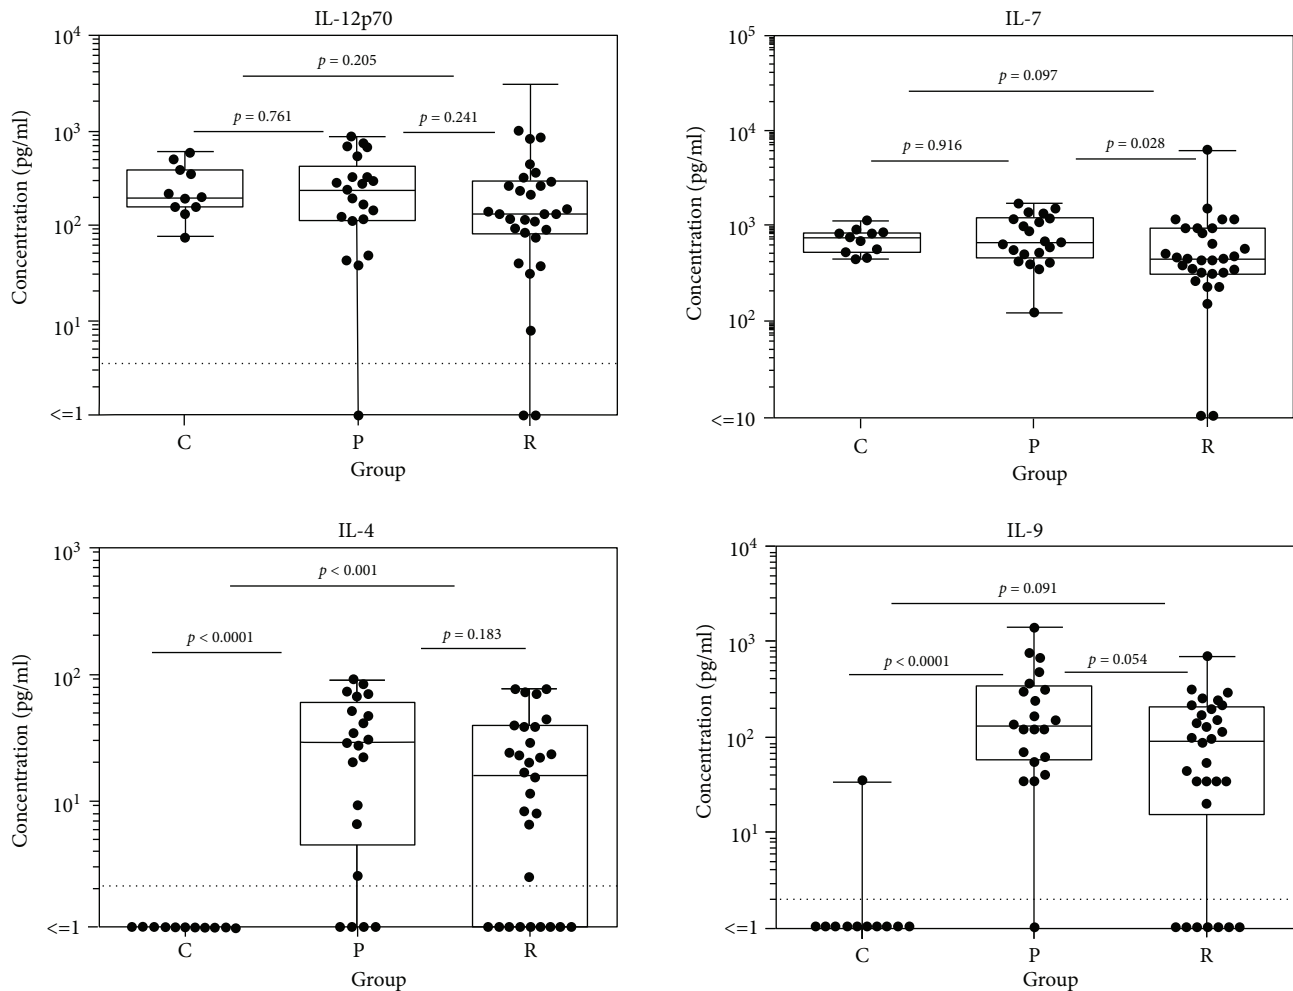 IL-12p70
10^4
10^3
10^2
10^1
<=1
Concentration (pg/ml)
p = 0.205
p = 0.761
p = 0.241
C P R
Group
IL-7
10^5
10^4
10^3
10^2
<=10
Concentration (pg/ml)
p = 0.097
p = 0.916
p = 0.028
C P R
Group
IL-4
10^3
10^2
10^1
<=1
Concentration (pg/ml)
p < 0.001
p < 0.0001
p = 0.183
C P R
Group
IL-9
10^4
10^3
10^2
10^1
<=1
Concentration (pg/ml)
p = 0.091
p < 0.0001
p = 0.054
C P R
Group